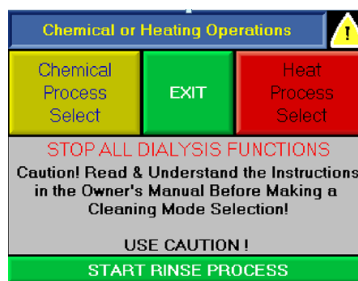 Chemical or Heating Operations
!
Chemical
Process
Select
EXIT
Heat
Process
Select
STOP ALL DIALYSIS FUNCTIONS
Caution! Read & Understand the Instructions
in the Owner's Manual Before Making a
Cleaning Mode Selection!
USE CAUTION !
START RINSE PROCESS